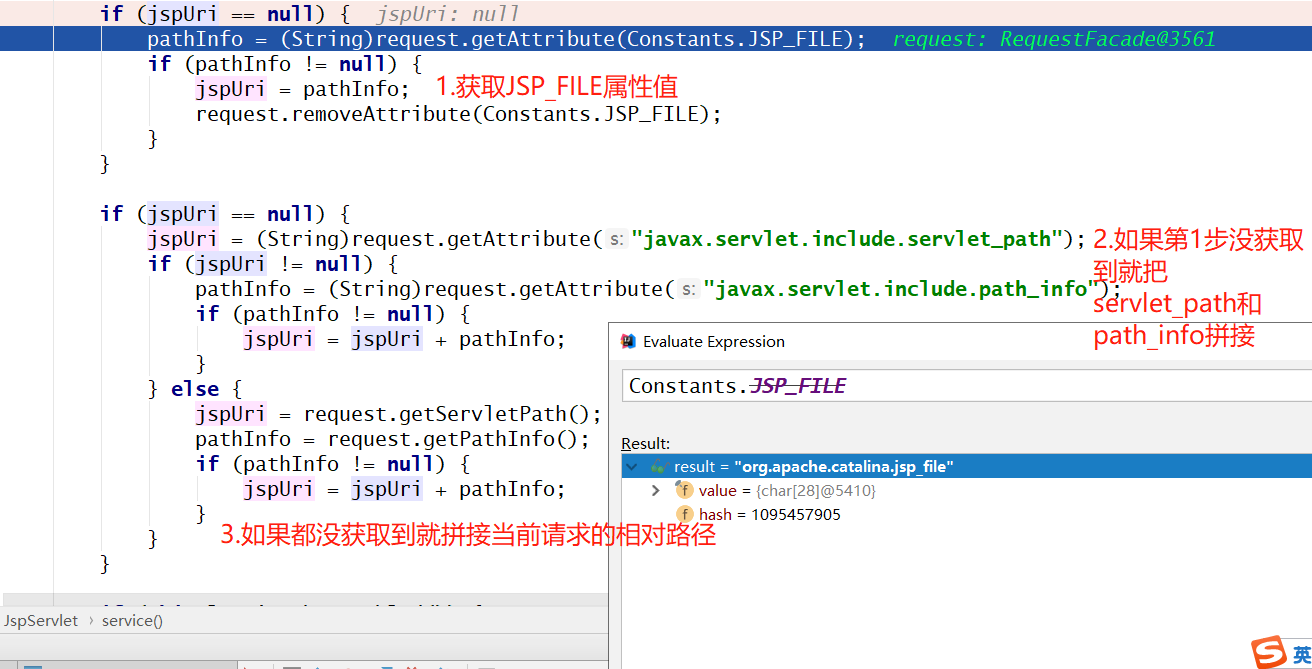 if (jspUri == null) { jspUri: null
pathInfo = (String)request.getAttribute(Constants.JSP_FILE); request: RequestFacade@3561
if (pathInfo != null) {
jspUri = pathInfo; 1.获取JSP_FILE属性值
request.removeAttribute(Constants.JSP_FILE);
}
}
if (jspUri == null) {
jspUri = (String)request.getAttribute( s: "javax.servlet.include.servlet_path");
if (jspUri != null) {
pathInfo = (String)request.getAttribute( s: "javax.servlet.include.path_info");
if (pathInfo != null) {
jspUri = jspUri + pathInfo;
}
} else {
jspUri = request.getServletPath();
pathInfo = request.getPathInfo();
if (pathInfo != null) {
jspUri = jspUri + pathInfo;
}
}
}
2.如果第1步没获取
到就把
servlet_path和
path_info拼接
3.如果都没获取到就拼接当前请求的相对路径
Evaluate Expression
Constants.JSP_FILE
Result:
result = "org.apache.catalina.jsp_file"
f value = {char[28]@5410}
f hash = 1095457905
JspServlet › service()
S 英